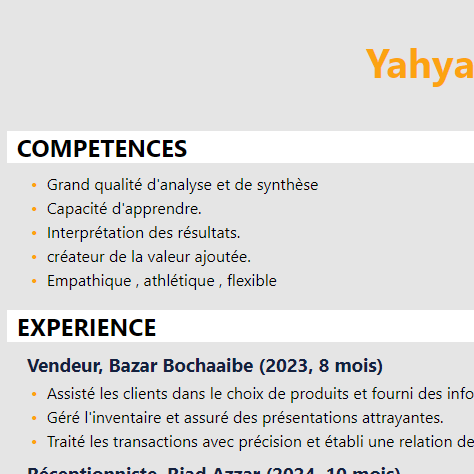 Yahya
COMPETENCES
• Grand qualité d'analyse et de synthèse
• Capacité d'apprendre.
• Interprétation des résultats.
• créateur de la valeur ajoutée.
• Empathique , athlétique , flexible
EXPERIENCE
Vendeur, Bazar Bochaaibe (2023, 8 mois)
• Assisté les clients dans le choix de produits et fourni des info
• Géré l'inventaire et assuré des présentations attrayantes.
• Traité les transactions avec précision et établi une relation de
Réceptionniste, Riad Azzar (2024, 10 mois)